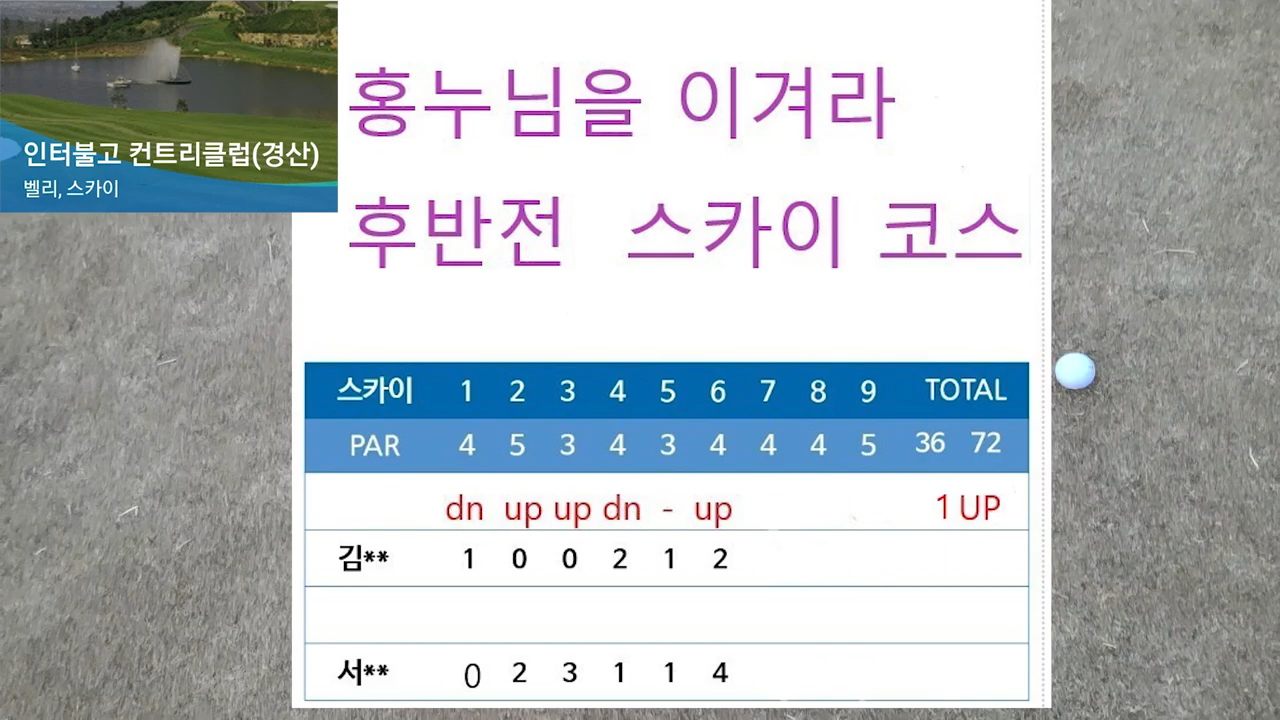 인터불고 컨트리클럽(경산)
벨리, 스카이
홍누님을 이겨라
후반전 스카이 코스
스카이 1 2 3 4 5 6 7 8 9 TOTAL
PAR 4 5 3 4 3 4 4 4 5 36 72
dn up up dn - up 1 UP
김** 1 0 0 2 1 2
서** 0 2 3 1 1 4